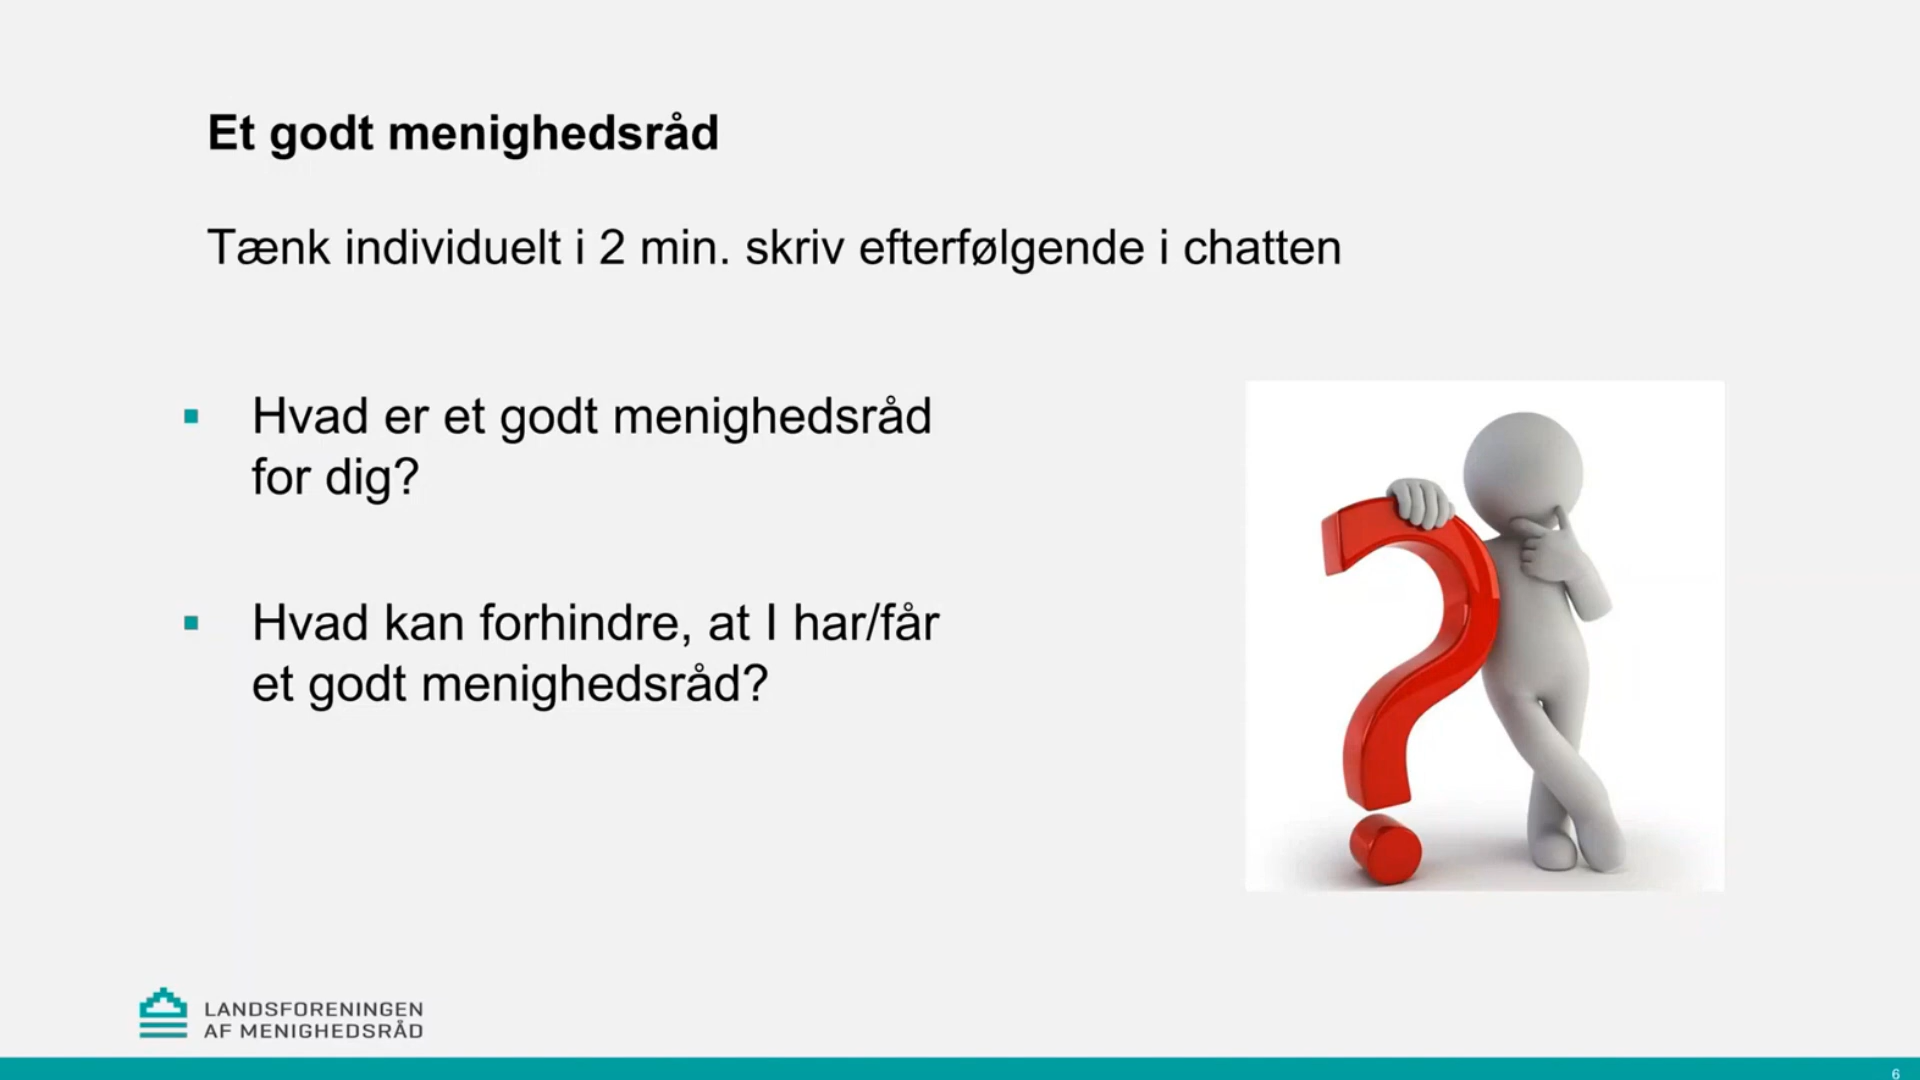 Et godt menighedsråd
Tænk individuelt i 2 min. skriv efterfølgende i chatten
▪ Hvad er et godt menighedsråd
for dig?
▪ Hvad kan forhindre, at I har/får
et godt menighedsråd?
LANDSFORENINGEN
AF MENIGHEDSRÅD
6